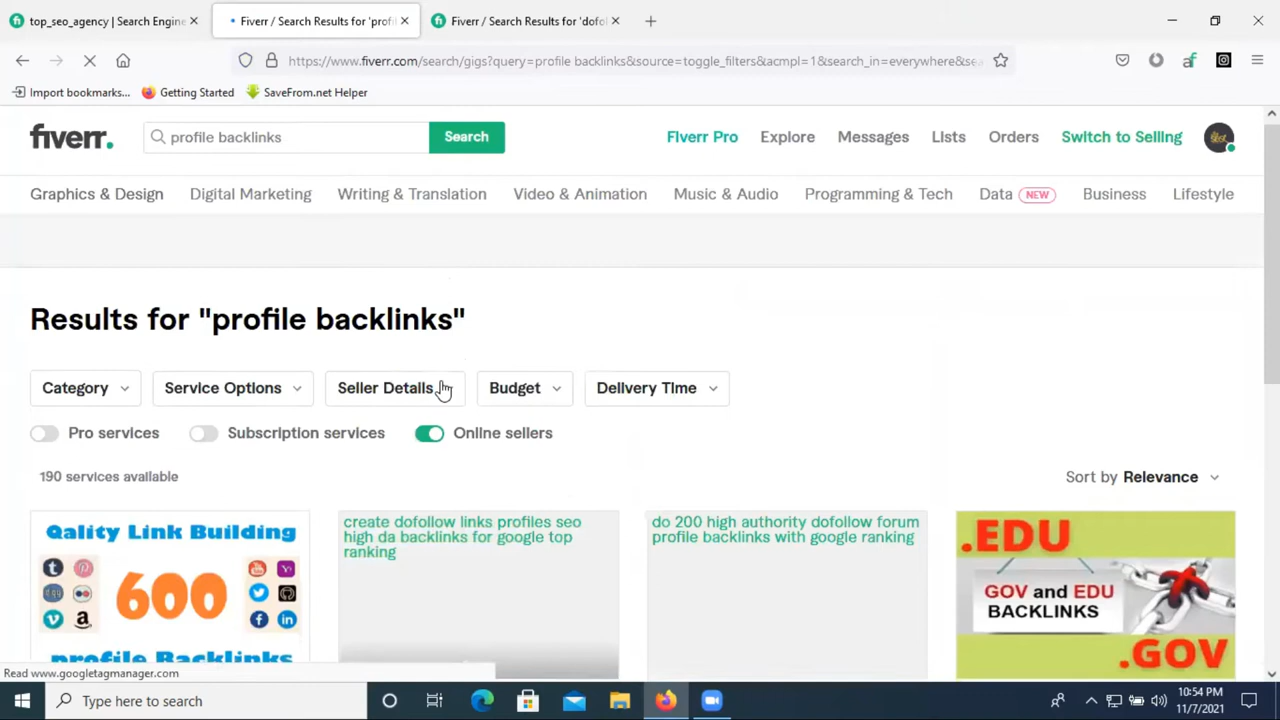 top_seo_agency | Search Engine
Fiverr / Search Results for 'profil
Fiverr / Search Results for 'dofol
https://www.fiverr.com/search/gigs?query=profile backlinks&source=toggle_filters&acmpl=1&search_in=everywhere&sea
Import bookmarks...
Getting Started
SaveFrom.net Helper
fiverr.
profile backlinks
Search
Fiverr Pro
Explore
Messages
Lists
Orders
Switch to Selling
Graphics & Design
Digital Marketing
Writing & Translation
Video & Animation
Music & Audio
Programming & Tech
Data NEW
Business
Lifestyle
Results for "profile backlinks"
Category
Service Options
Seller Details
Budget
Delivery Time
Pro services
Subscription services
Online sellers
190 services available
Sort by Relevance
Qality Link Building
600
profile Backlinks
create dofollow links profiles seo
high da backlinks for google top
ranking
do 200 high authority dofollow forum
profile backlinks with google ranking
.EDU
GOV and EDU
BACKLINKS
.GOV
Read www.googletagmanager.com
Type here to search
10:54 PM
11/7/2021